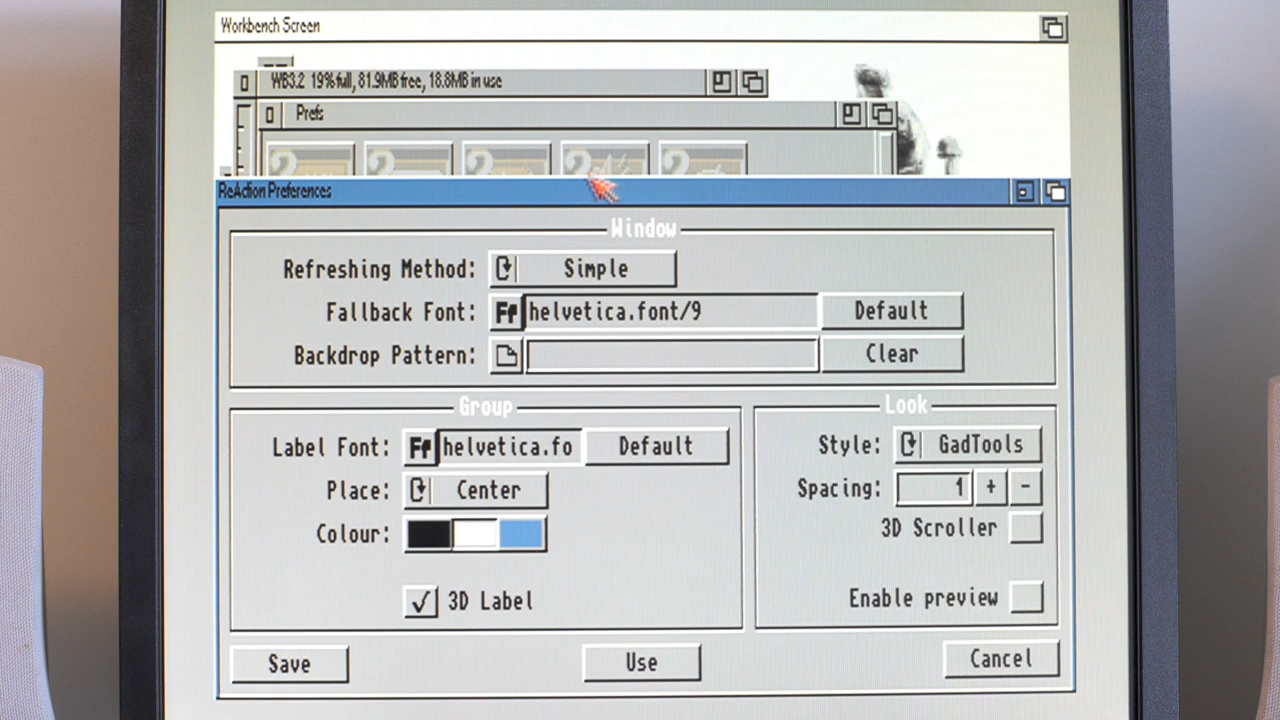 Workbench Screen
WB3.2 19% full, 81.9MB free, 18.8MB in use
Prefs
ReAction Preferences
Window
Refreshing Method: Simple
Fallback Font: Ff helvetica.font/9 Default
Backdrop Pattern: Clear
Group
Label Font: Ff helvetica.fo Default
Place: Center
Colour:
3D Label
Look
Style: GadTools
Spacing: 1 + -
3D Scroller
Enable preview
Save Use Cancel